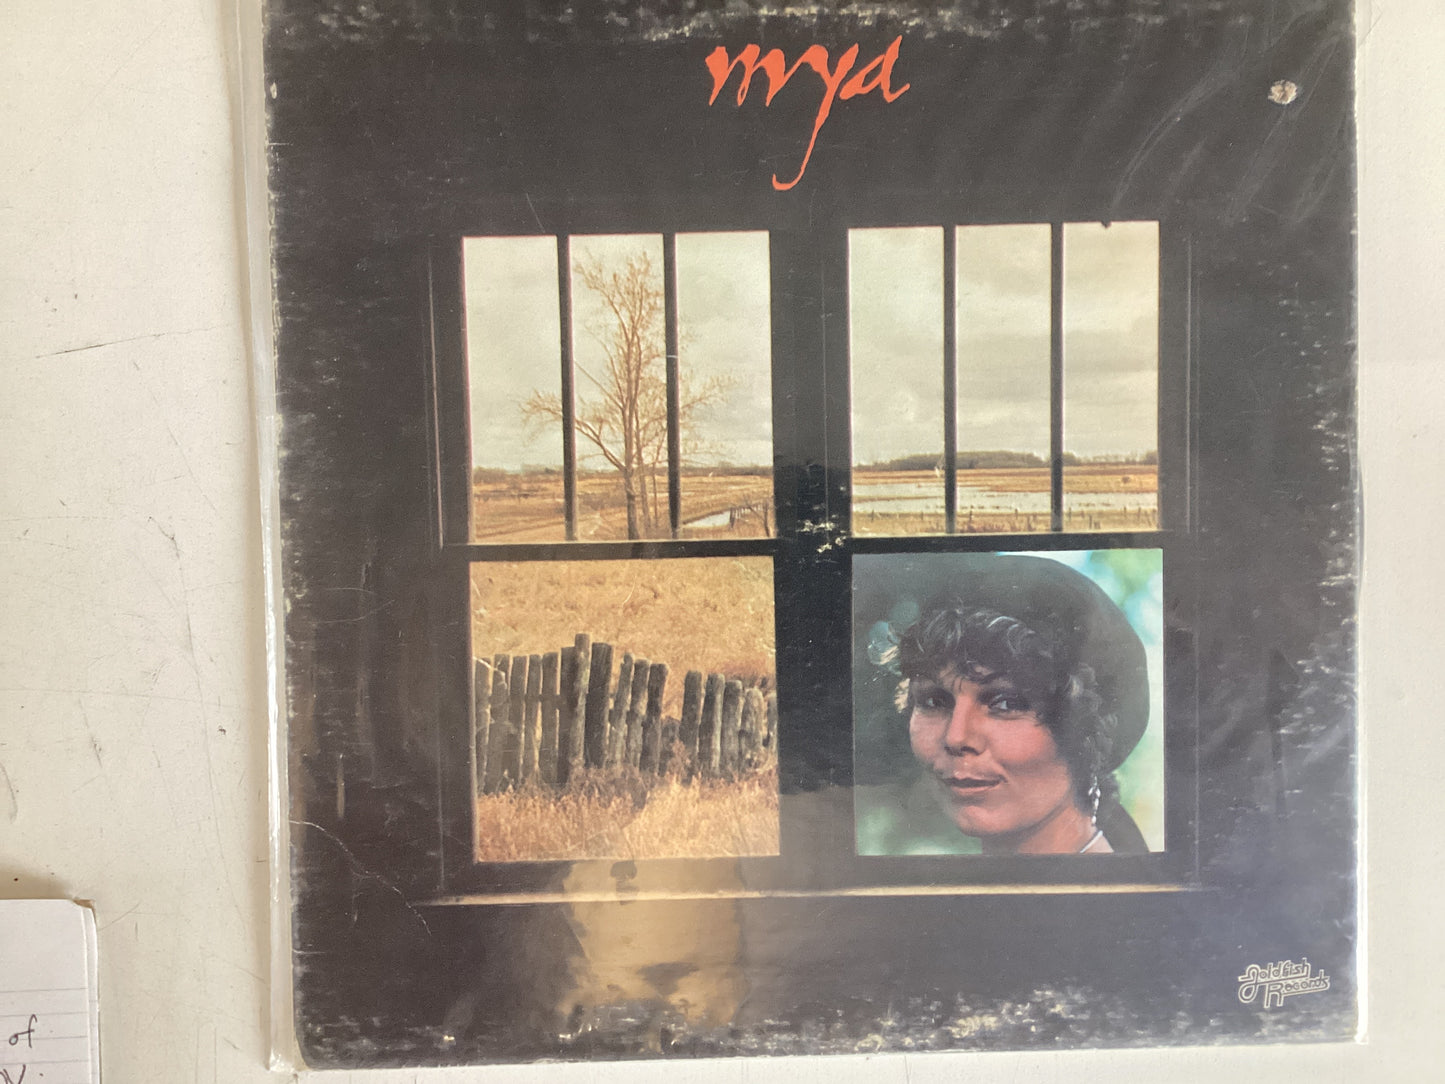 mya
goldfish
Records
of